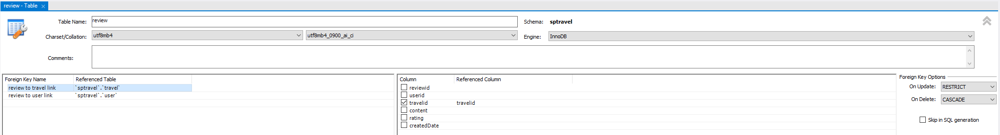 review - Table
Table Name: review Schema: sptravel
Charset/Collation: utf8mb4 utf8mb4_0900_ai_ci Engine: InnoDB
Comments:
Foreign Key Name Referenced Table
review to travel link `sptravel`.`travel`
review to user link `sptravel`.`user`
Column Referenced Column
reviewid
userid
travelid travelid
content
rating
createdDate
Foreign Key Options
On Update: RESTRICT
On Delete: CASCADE
Skip in SQL generation